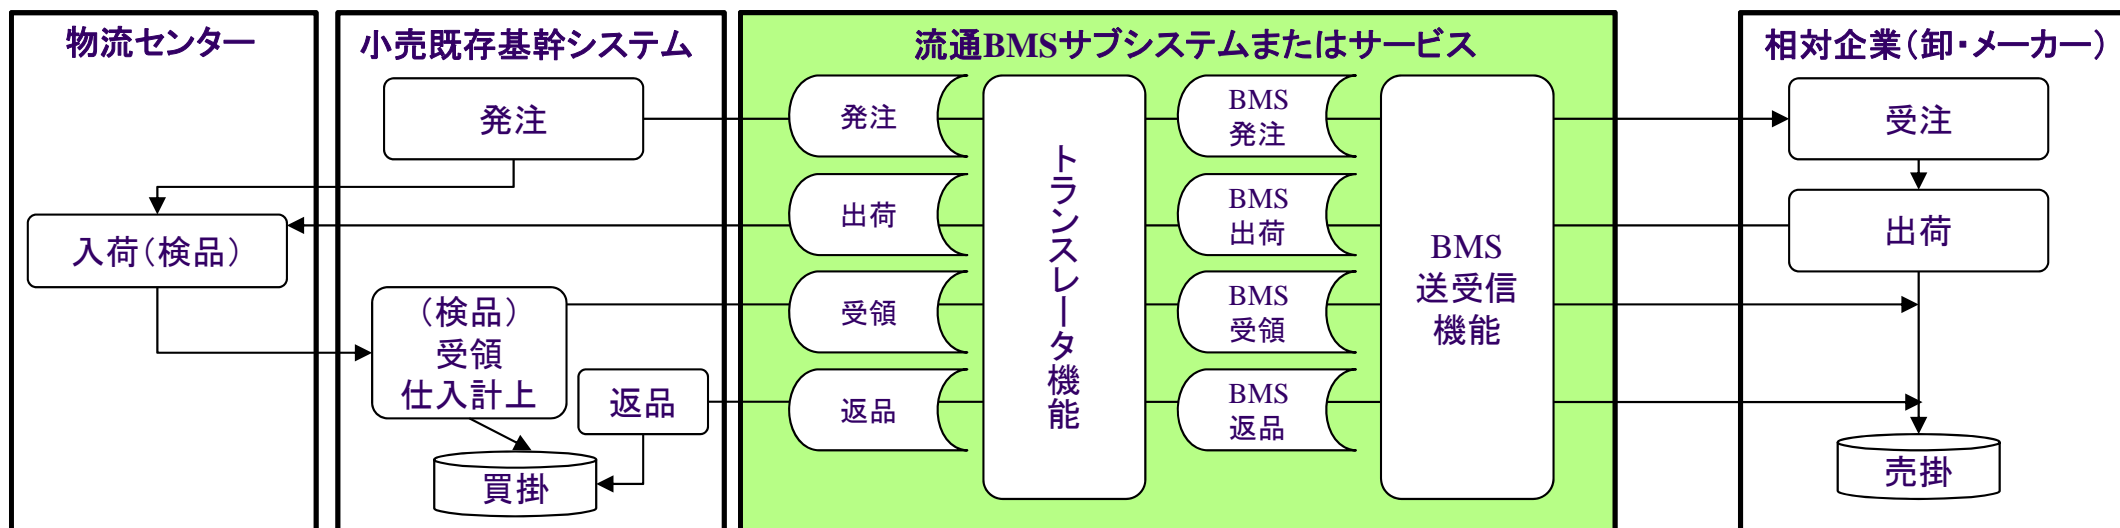 物流センター
入荷（検品）
小売既存基幹システム
発注
（検品）
受領
仕入計上
返品
買掛
流通BMSサブシステムまたはサービス
発注
出荷
受領
返品
トランスレータ機能
BMS
発注
BMS
出荷
BMS
受領
BMS
返品
BMS
送受信
機能
相対企業（卸・メーカー）
受注
出荷
売掛